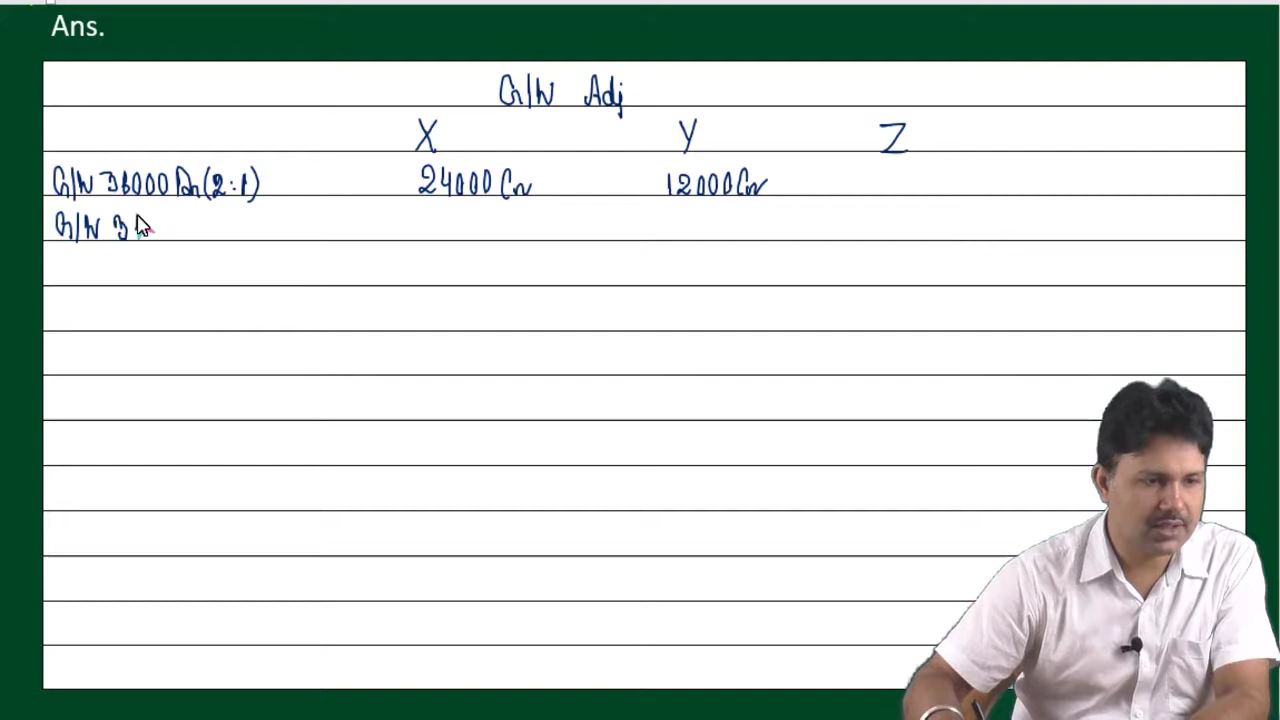 Ans.
G/W Adj
X Y Z
G/W 36000 Dr (2:1) 24000 Cr 12000 Cr
G/W 3